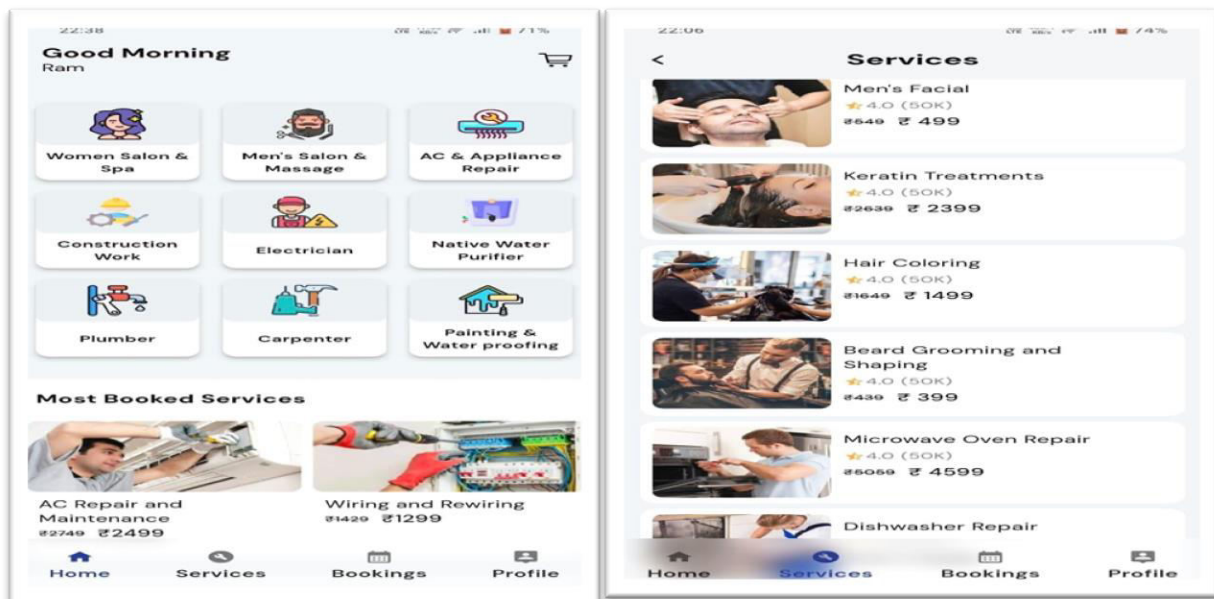 22:38
71%
Good Morning
Ram
Women Salon &
Spa
Men's Salon &
Massage
AC & Appliance
Repair
Construction
Work
Electrician
Native Water
Purifier
Plumber
Carpenter
Painting &
Water proofing
Most Booked Services
AC Repair and
Maintenance
₹2749 ₹2499
Wiring and Rewiring
₹1429 ₹1299
Home Services Bookings Profile
22:06
74%
< Services
Men's Facial
4.0 (50K)
₹549 ₹ 499
Keratin Treatments
4.0 (50K)
₹2639 ₹ 2399
Hair Coloring
4.0 (50K)
₹1649 ₹ 1499
Beard Grooming and
Shaping
4.0 (50K)
₹439 ₹ 399
Microwave Oven Repair
4.0 (50K)
₹5059 ₹ 4599
Dishwasher Repair
Home Services Bookings Profile